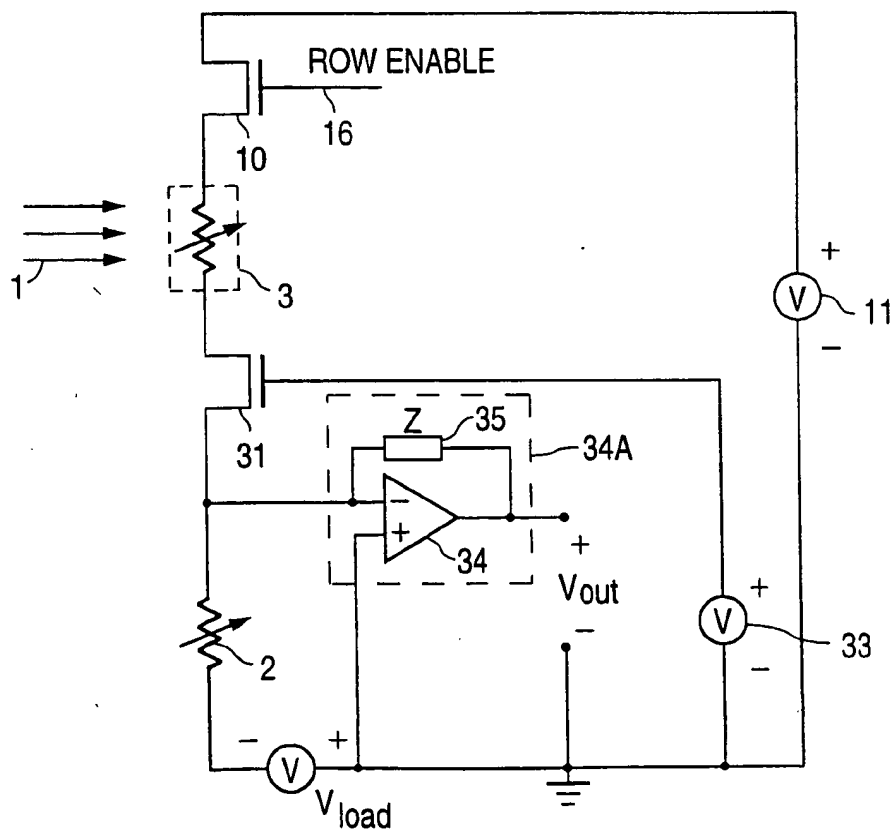 ROW ENABLE
16
10
1
3
+
V
11
−
31
Z
35
34A
−
+
34
+
Vout
−
+
V
33
−
2
−
+
V
Vload